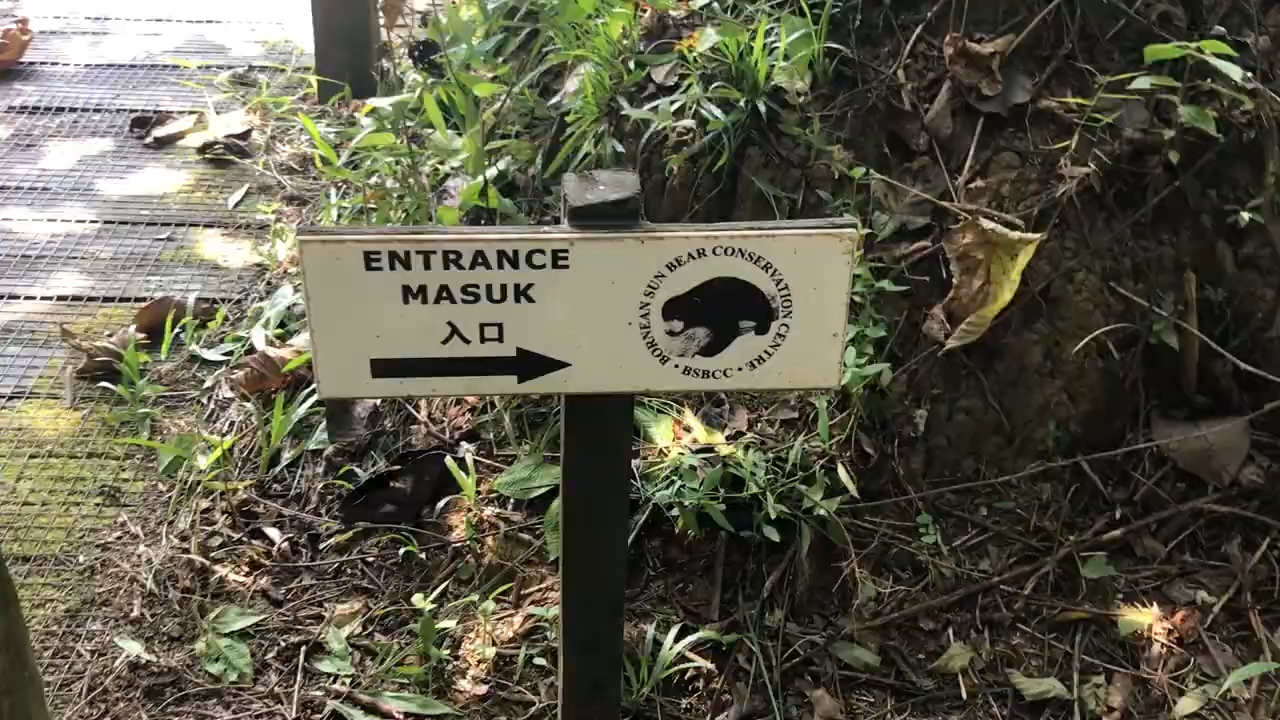 ENTRANCE
MASUK
入口
BORNEAN SUN BEAR CONSERVATION CENTRE
• BSBCC •